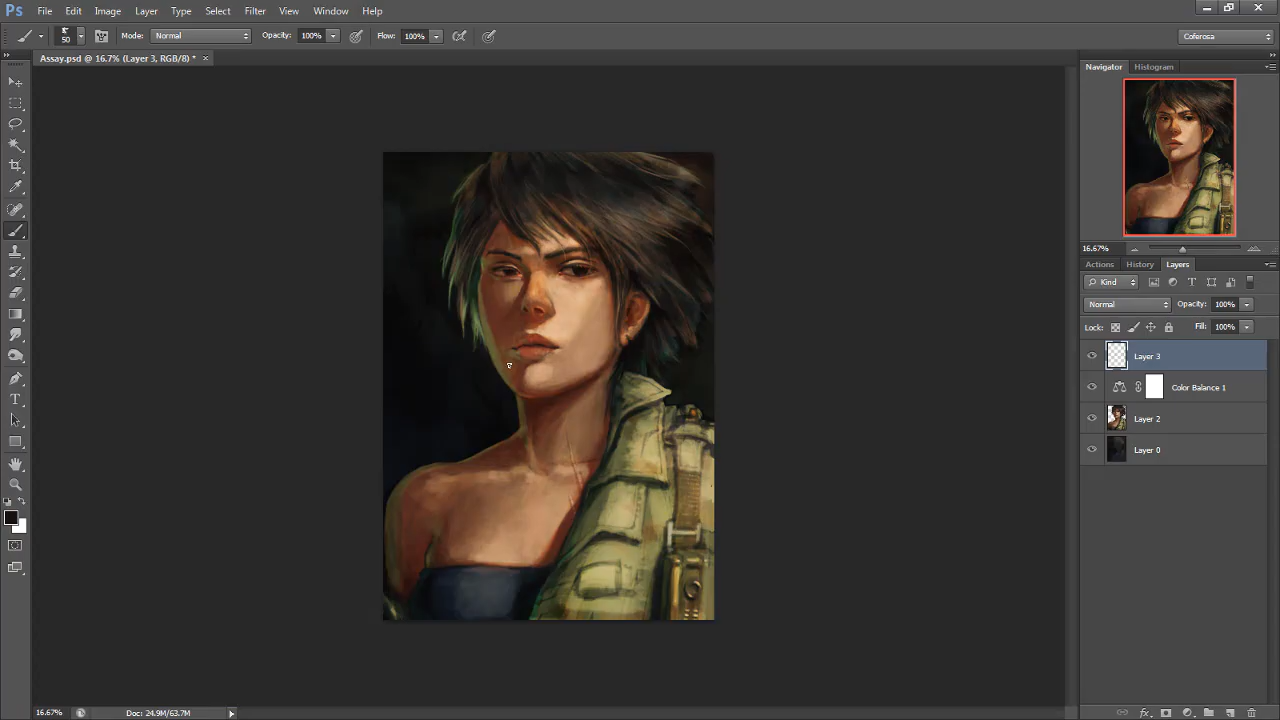 Ps File Edit Image Layer Type Select Filter View Window Help
50 Mode: Normal Opacity: 100% Flow: 100% Coferosa
Assay.psd @ 16.7% (Layer 3, RGB/8) * ×
Navigator Histogram
16.67%
Actions History Layers
Kind
Normal Opacity: 100%
Lock: Fill: 100%
Layer 3
Color Balance 1
Layer 2
Layer 0
16.67% Doc: 24.9M/63.7M